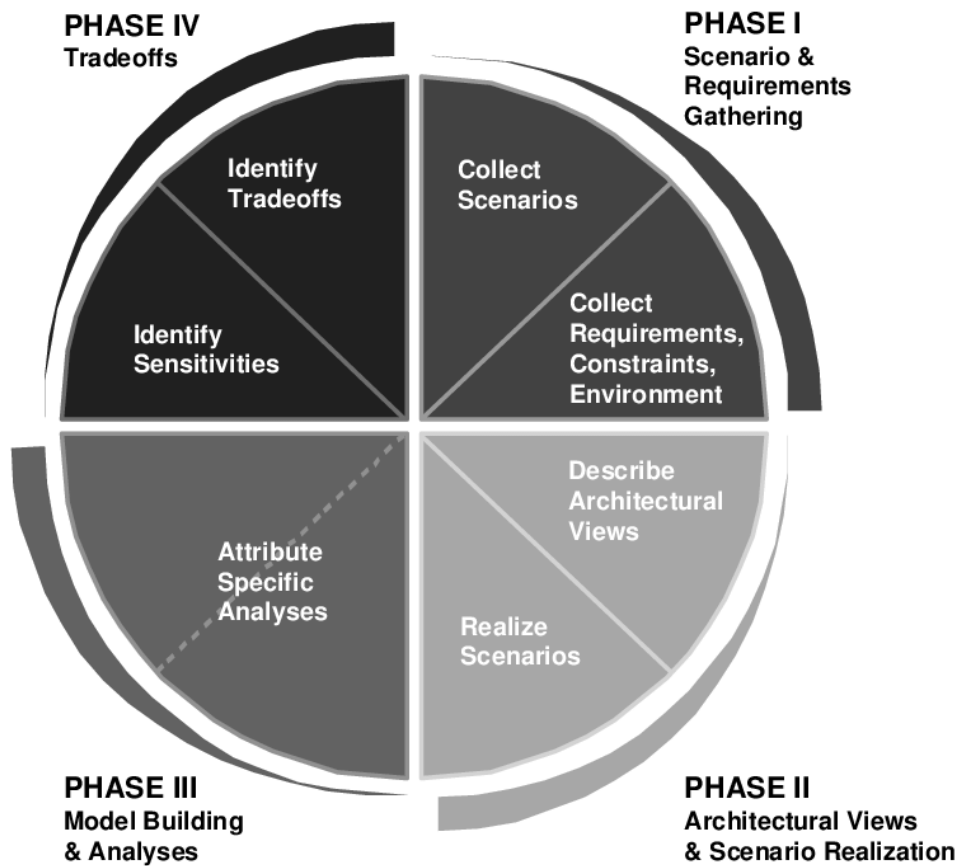 PHASE IV
Tradeoffs
PHASE I
Scenario &
Requirements
Gathering
Identify
Tradeoffs
Collect
Scenarios
Identify
Sensitivities
Collect
Requirements,
Constraints,
Environment
Attribute
Specific
Analyses
Describe
Architectural
Views
Realize
Scenarios
PHASE III
Model Building
& Analyses
PHASE II
Architectural Views
& Scenario Realization